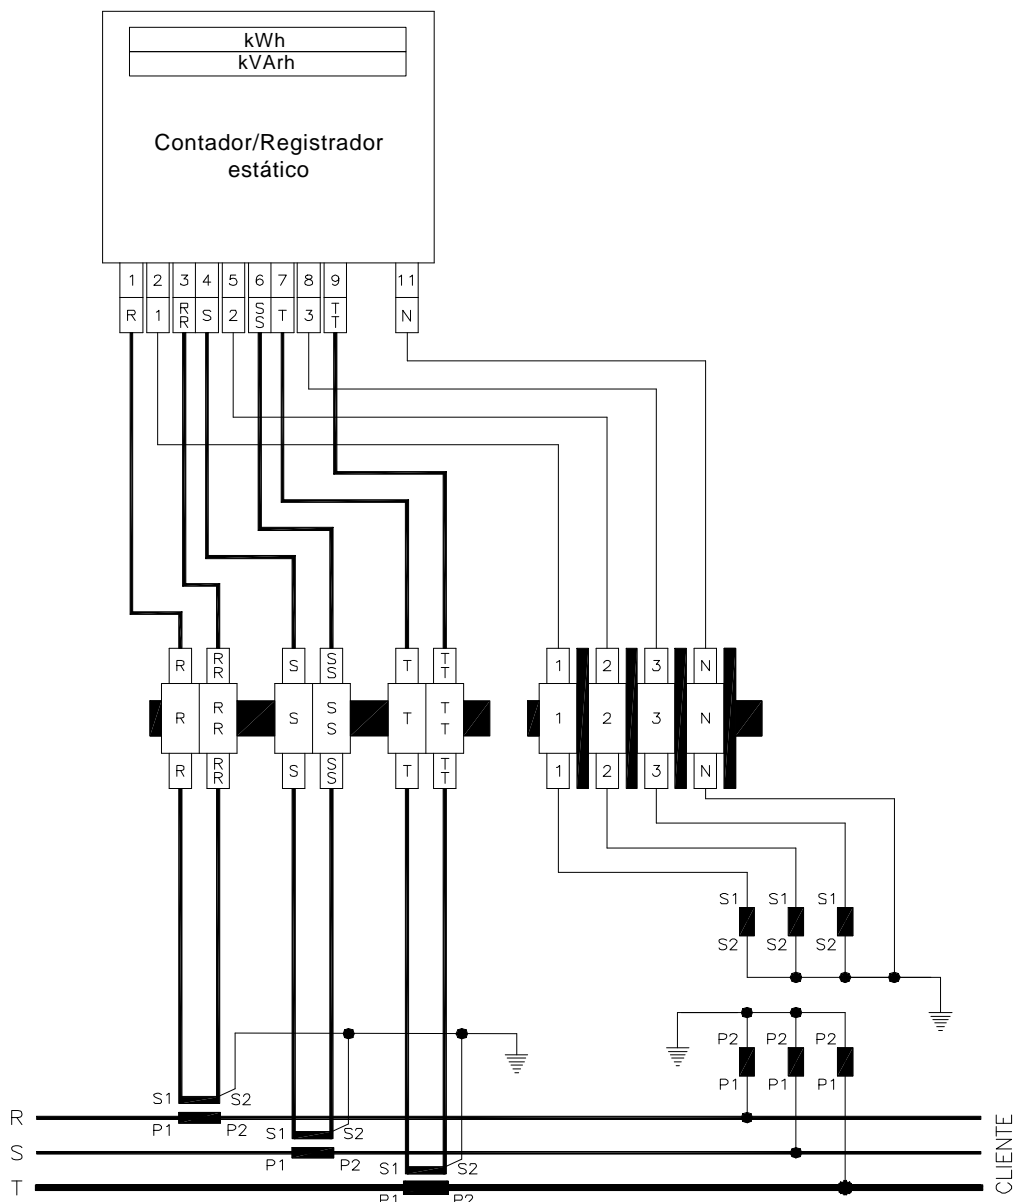 kWh
kVArh
Contador/Registrador
estático
1 2 3 4 5 6 7 8 9 11
R 1 RR S 2 SS T 3 TT N
R RR S SS T TT 1 2 3 N
R RR S SS T TT 1 2 3 N
R RR S SS T TT 1 2 3 N
S1 S1 S1
S2 S2 S2
P2 P2 P2
P1 P1 P1
S1 S2
R P1 P2
S1 S2
S P1 P2
S1 S2
T P1 P2
CLIENTE